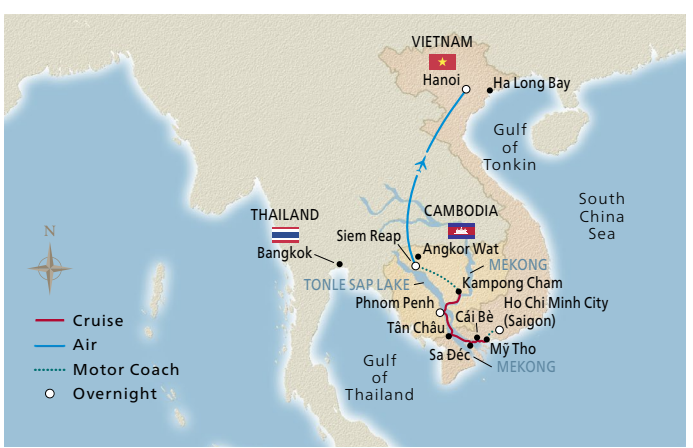 VIETNAM
Hanoi
Ha Long Bay
Gulf
of
Tonkin
South
China
Sea
THAILAND
CAMBODIA
N
Siem Reap
Angkor Wat
Bangkok
MEKONG
TONLE SAP LAKE
Kampong Cham
Phnom Penh
Ho Chi Minh City
(Saigon)
Cái Bè
Tân Châu
Mỹ Tho
Sa Đéc
MEKONG
Gulf
of
Thailand
Cruise
Air
Motor Coach
Overnight